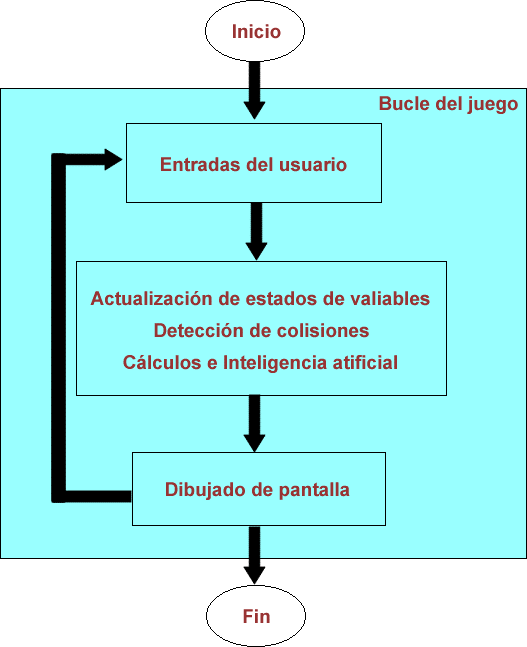 Inicio
Bucle del juego
Entradas del usuario
Actualización de estados de valiables
Detección de colisiones
Cálculos e Inteligencia atificial
Dibujado de pantalla
Fin